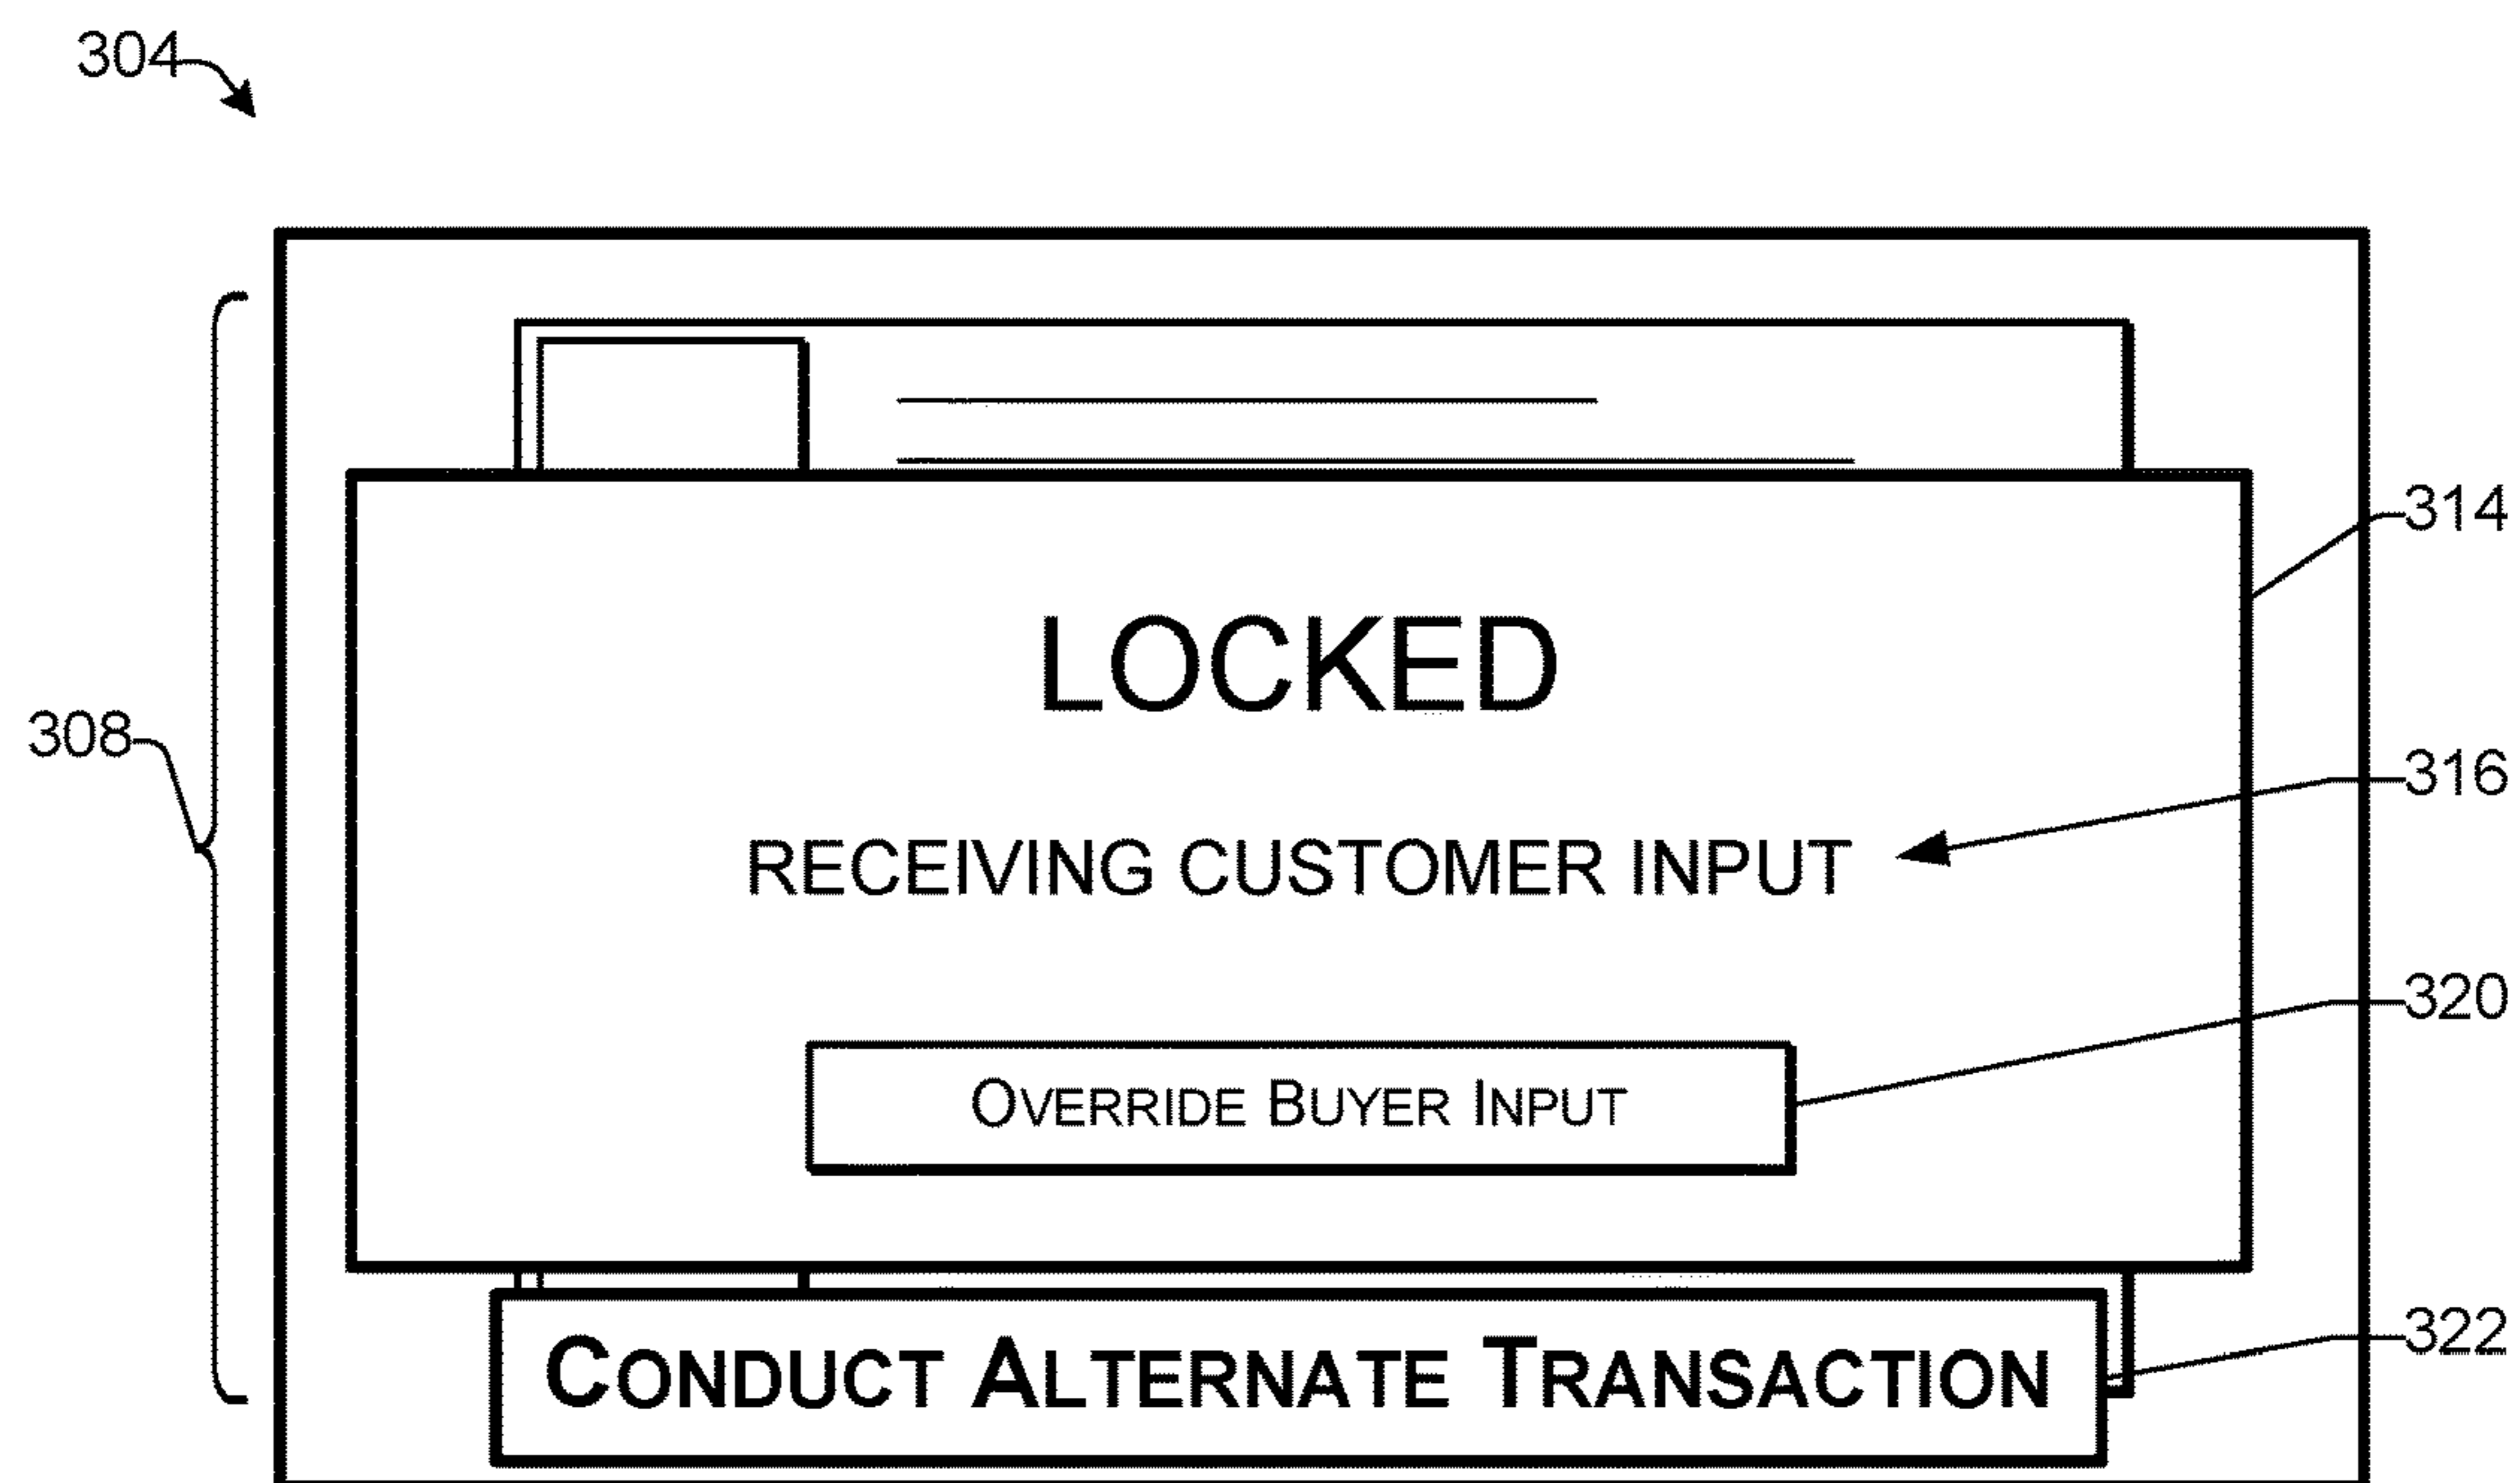 304
314
LOCKED
308
316
RECEIVING CUSTOMER INPUT
320
OVERRIDE BUYER INPUT
322
CONDUCT ALTERNATE TRANSACTION